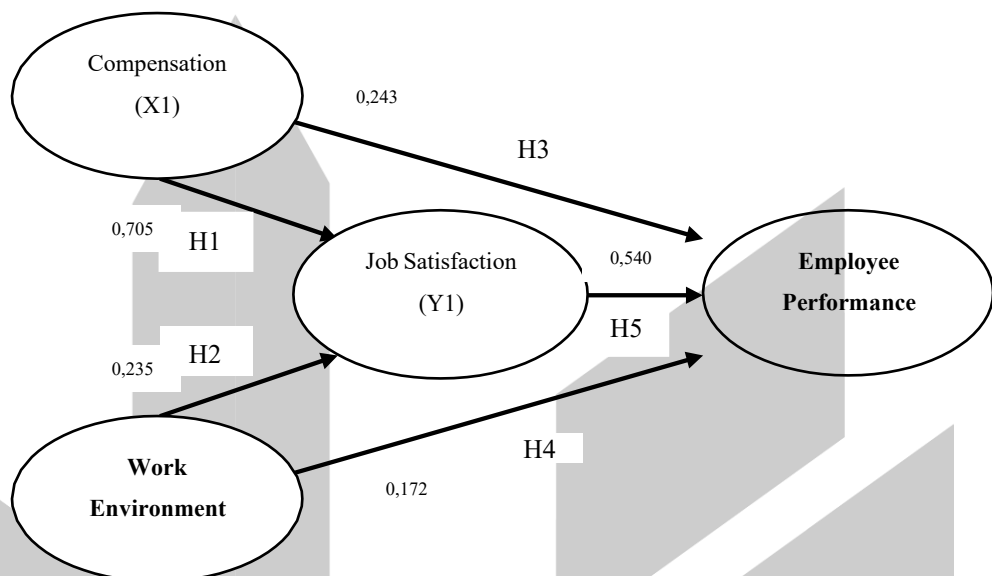 Compensation
(X1)
0,243
H3
0,705
H1
Job Satisfaction
(Y1)
0,540
H5
Employee
Performance
H2
0,235
H4
0,172
Work
Environment